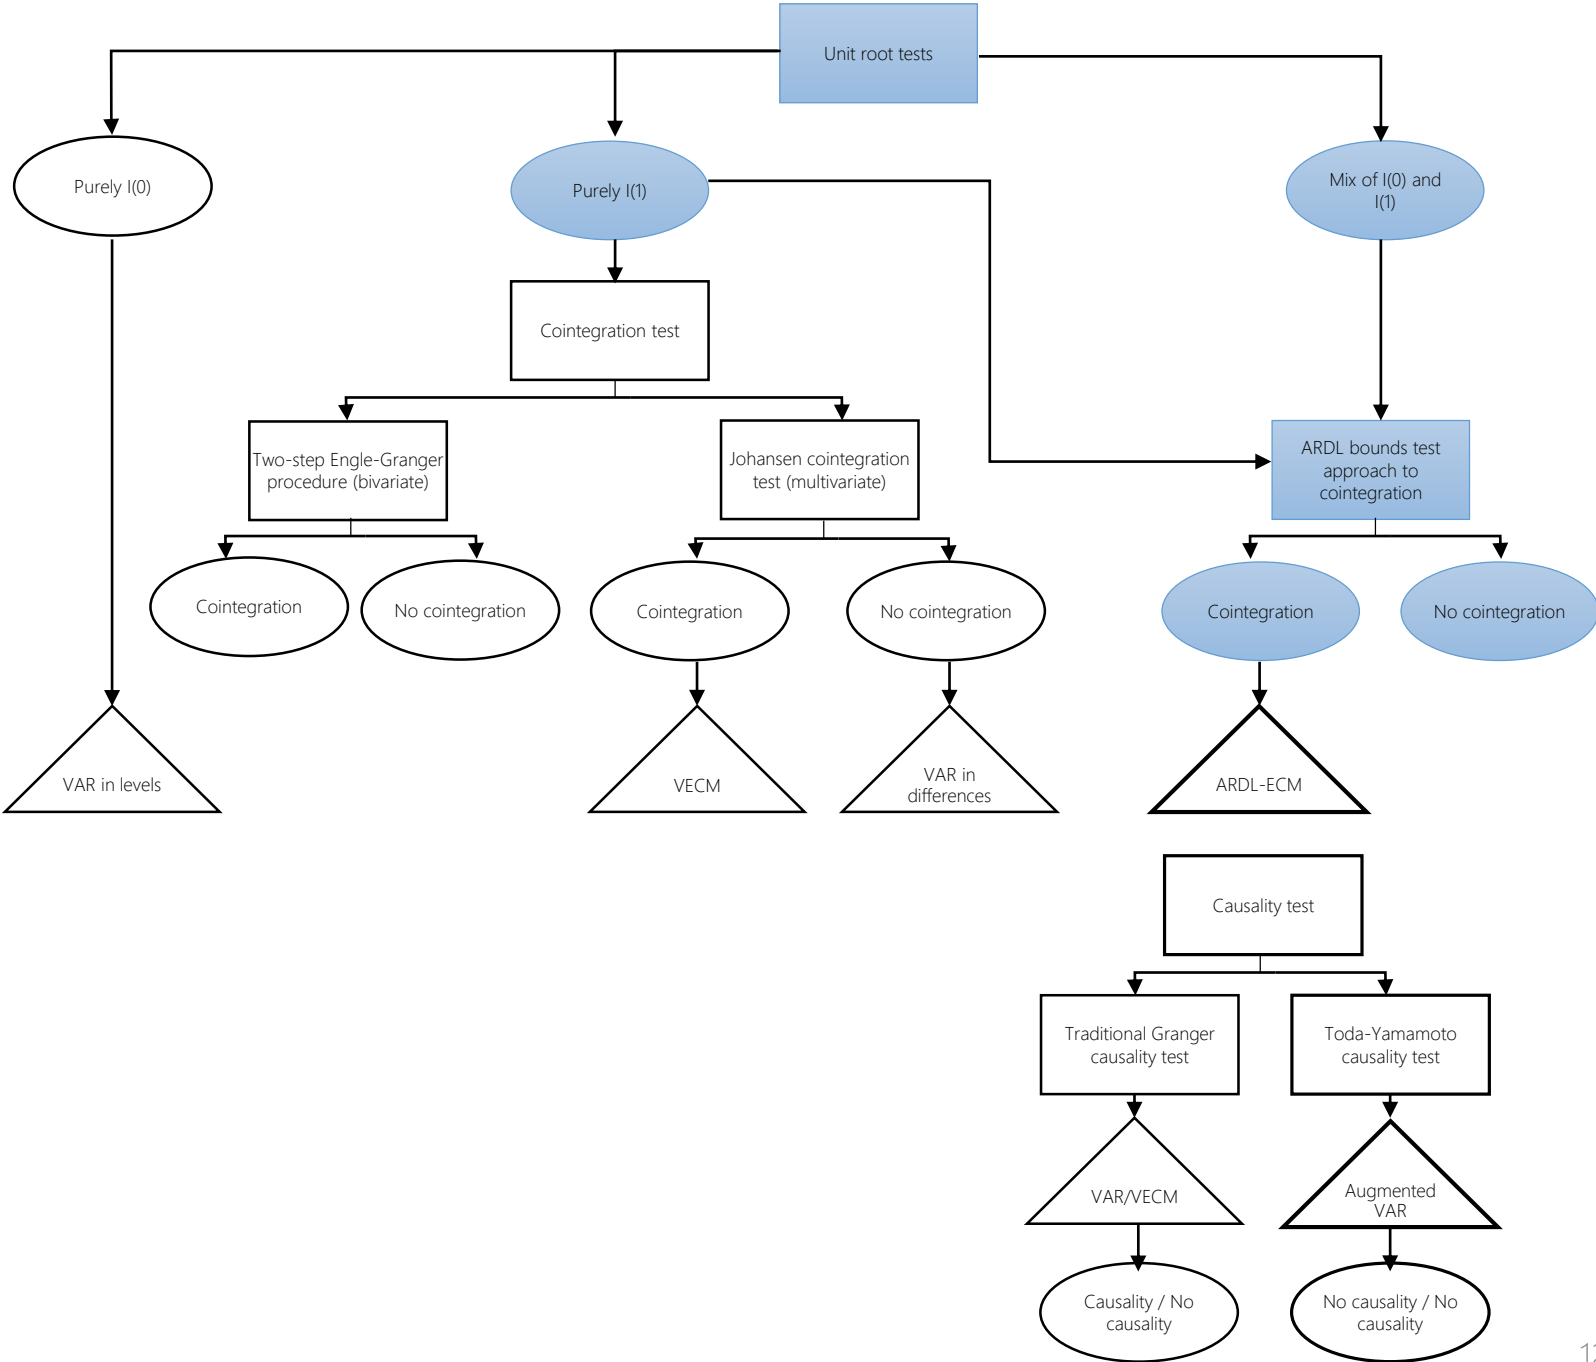 Unit root tests
Purely I(0)
Purely I(1)
Mix of I(0) and
I(1)
Cointegration test
Two-step Engle-Granger
procedure (bivariate)
Johansen cointegration
test (multivariate)
ARDL bounds test
approach to
cointegration
Cointegration
No cointegration
Cointegration
No cointegration
Cointegration
No cointegration
VAR in levels
VECM
VAR in
differences
ARDL-ECM
Causality test
Traditional Granger
causality test
Toda-Yamamoto
causality test
VAR/VECM
Augmented
VAR
Causality / No
causality
No causality / No
causality